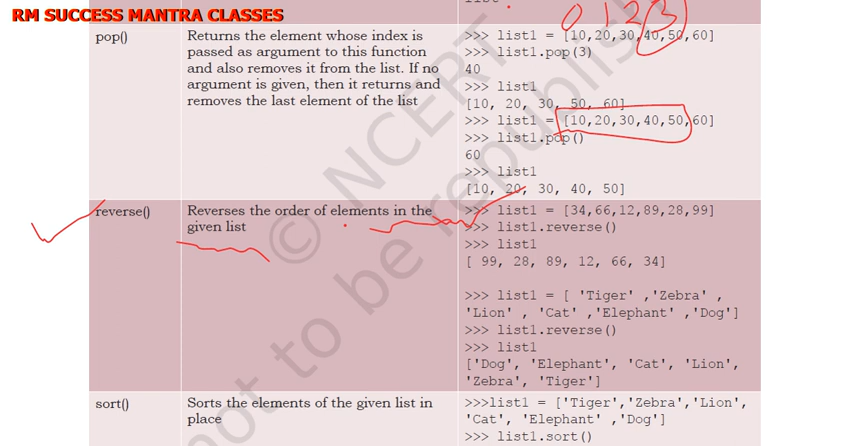 RM SUCCESS MANTRA CLASSES
0 1 2 3
pop()
Returns the element whose index is
passed as argument to this function
and also removes it from the list. If no
argument is given, then it returns and
removes the last element of the list
>>> list1 = [10,20,30,40,50,60]
>>> list1.pop(3)
40
>>> list1
[10, 20, 30, 50, 60]
>>> list1 = [10,20,30,40,50,60]
>>> list1.pop()
60
>>> list1
[10, 20, 30, 40, 50]
reverse()
Reverses the order of elements in the
given list
>>> list1 = [34,66,12,89,28,99]
>>> list1.reverse()
>>> list1
[ 99, 28, 89, 12, 66, 34]
>>> list1 = [ 'Tiger' ,'Zebra' ,
'Lion' , 'Cat' ,'Elephant' ,'Dog']
>>> list1.reverse()
>>> list1
['Dog', 'Elephant', 'Cat', 'Lion',
'Zebra', 'Tiger']
sort()
Sorts the elements of the given list in
place
>>>list1 = ['Tiger','Zebra','Lion',
'Cat', 'Elephant' ,'Dog']
>>> list1.sort()
© NCERT
not to be republis